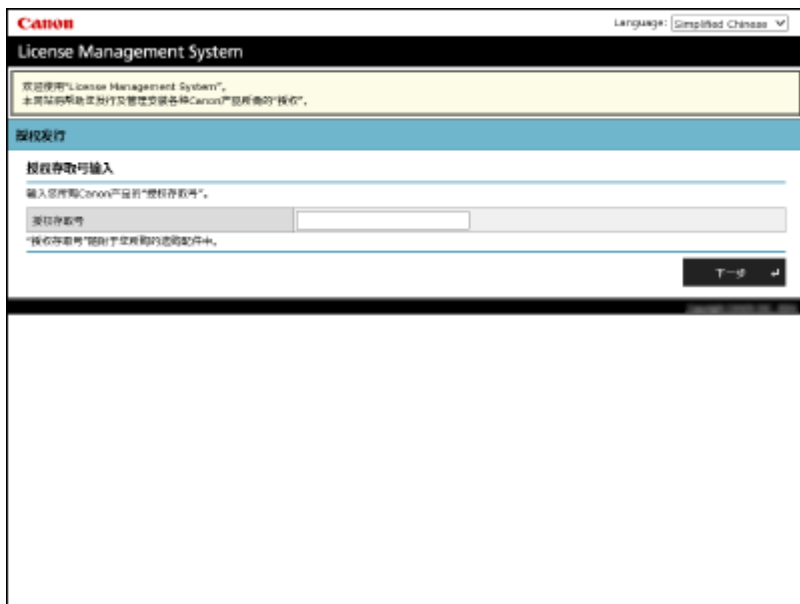 Canon
Language: Simplified Chinese
License Management System
欢迎使用"License Management System"。
本网站将帮助您发行及管理安装各种Canon产品所需的"授权"。
授权发行
授权存取号输入
输入您所购Canon产品的"授权存取号"。
授权存取号
"授权存取号"随附于您所购的选购配件中。
下一步